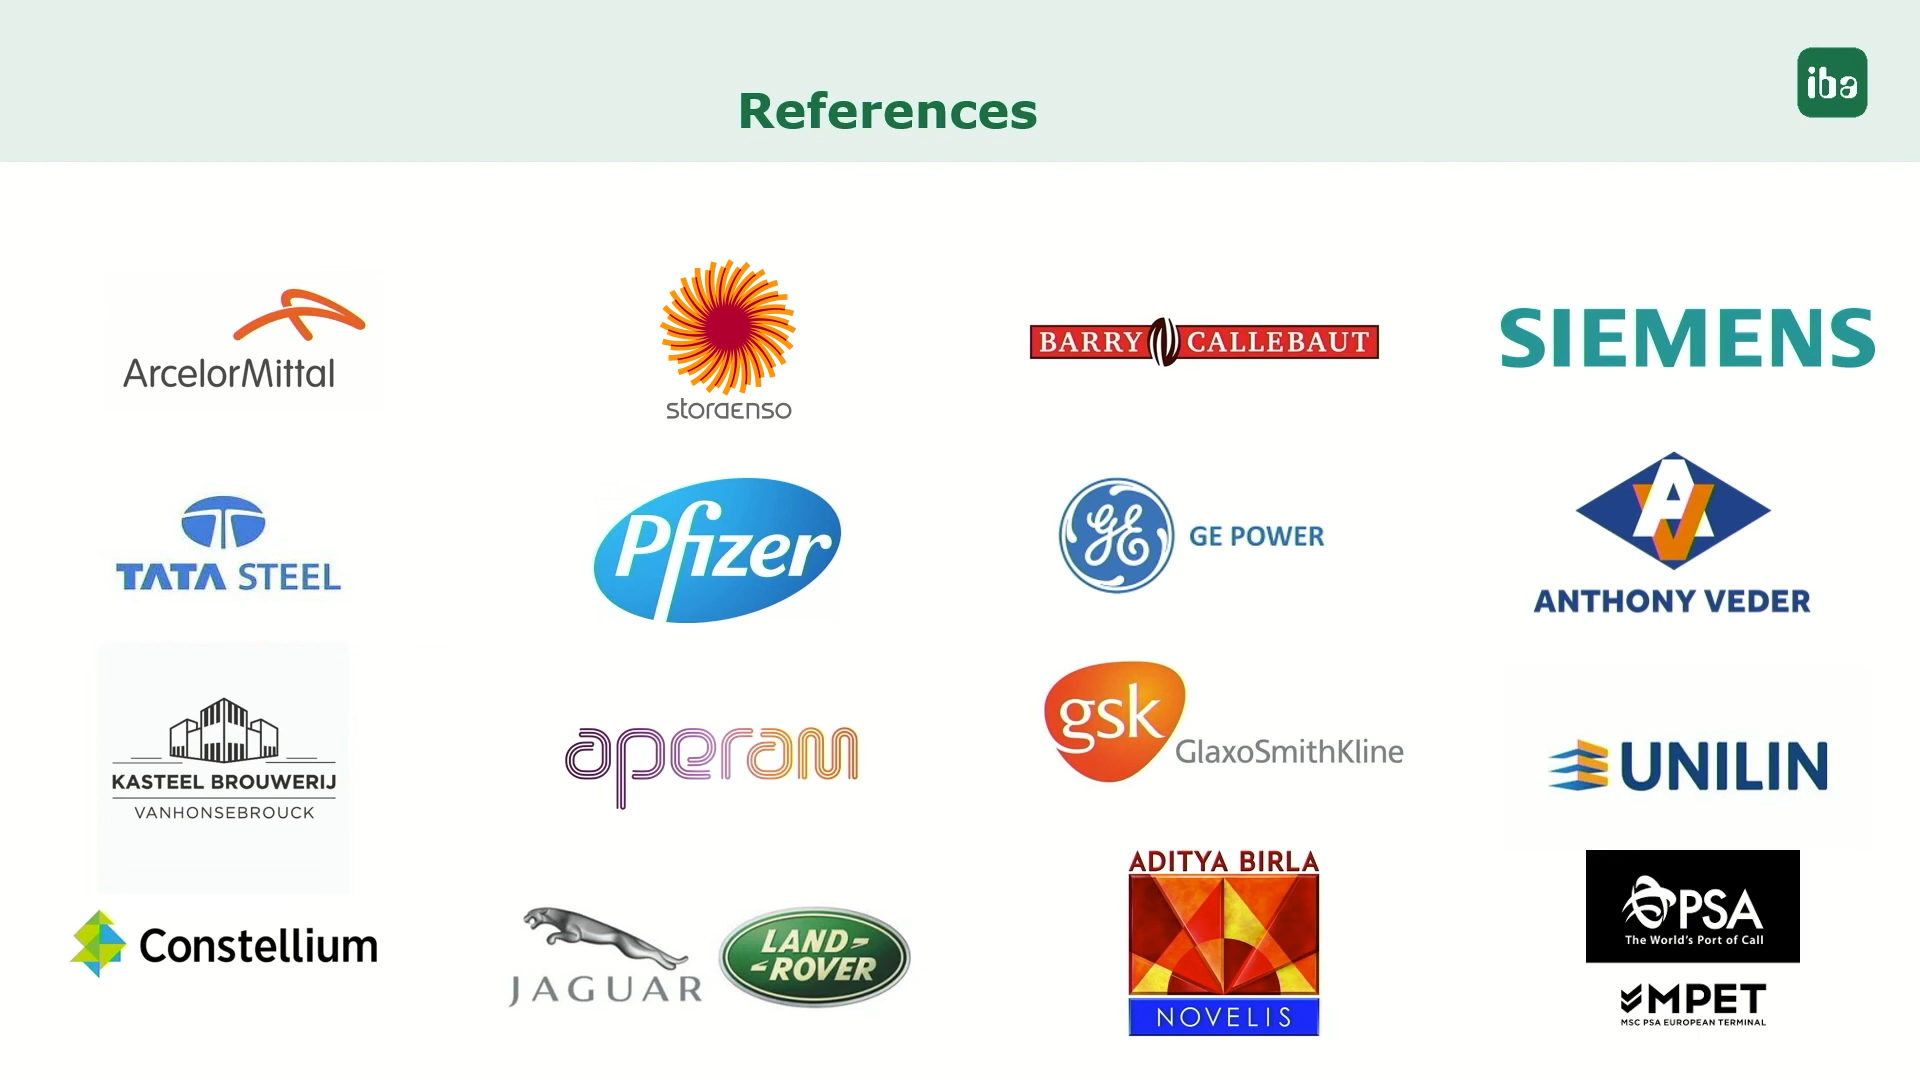 References
iba
ArcelorMittal
storaenso
BARRY CALLEBAUT
SIEMENS
TATA STEEL
Pfizer
GE
GE POWER
AV
ANTHONY VEDER
KASTEEL BROUWERIJ
VANHONSEBROUCK
aperam
gsk
GlaxoSmithKline
UNILIN
Constellium
JAGUAR
LAND-
-ROVER
ADITYA BIRLA
NOVELIS
PSA
The World's Port of Call
MPET
MSC PSA EUROPEAN TERMINAL